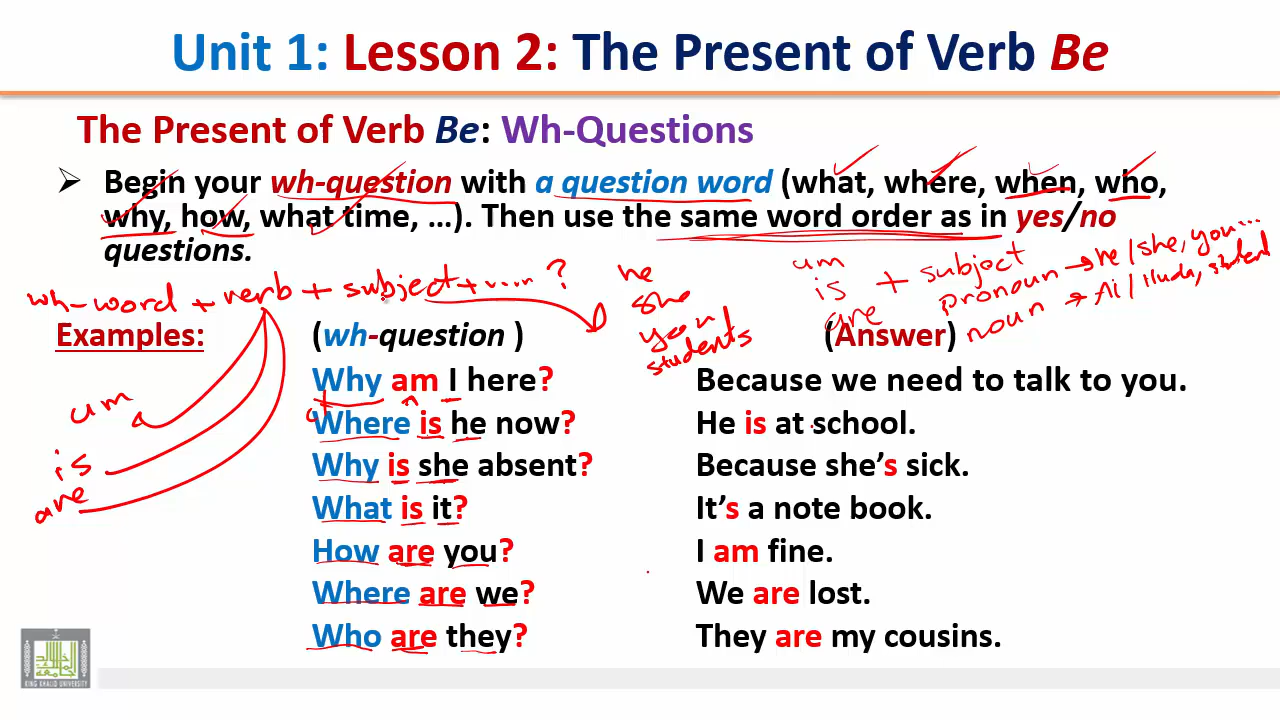 Unit 1: Lesson 2: The Present of Verb Be
The Present of Verb Be: Wh-Questions
➢ Begin your wh-question with a question word (what, where, when, who,
why, how, what time, ...). Then use the same word order as in yes/no
questions.
wh-word + verb + subject + ..... ?
he
she
you
students
am
is
are
+ subject
pronoun → he / she, you...
noun → Ali / Huda, student
Examples: (wh-question ) (Answer)
am
is
are
Why am I here? Because we need to talk to you.
Where is he now? He is at school.
Why is she absent? Because she's sick.
What is it? It's a note book.
How are you? I am fine.
Where are we? We are lost.
Who are they? They are my cousins.
KING KHALID UNIVERSITY